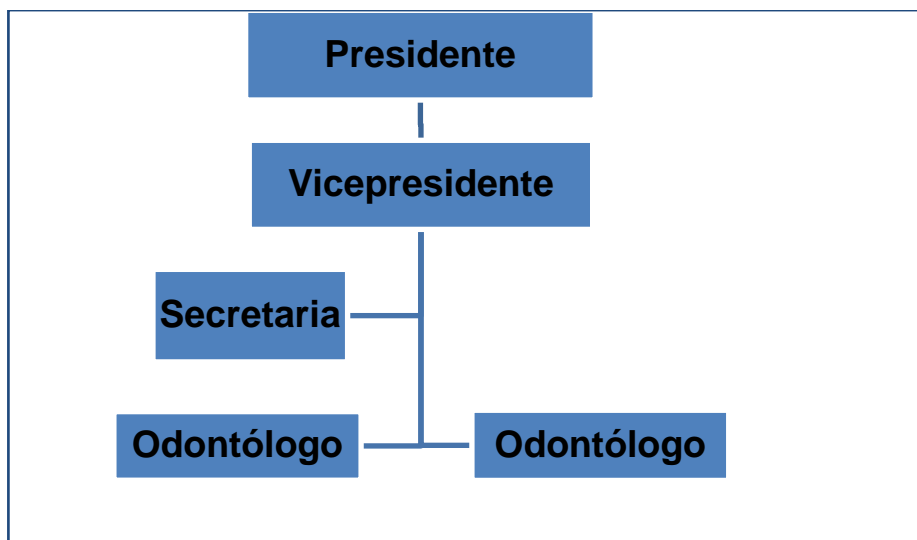 Presidente
Vicepresidente
Secretaria
Odontólogo
Odontólogo